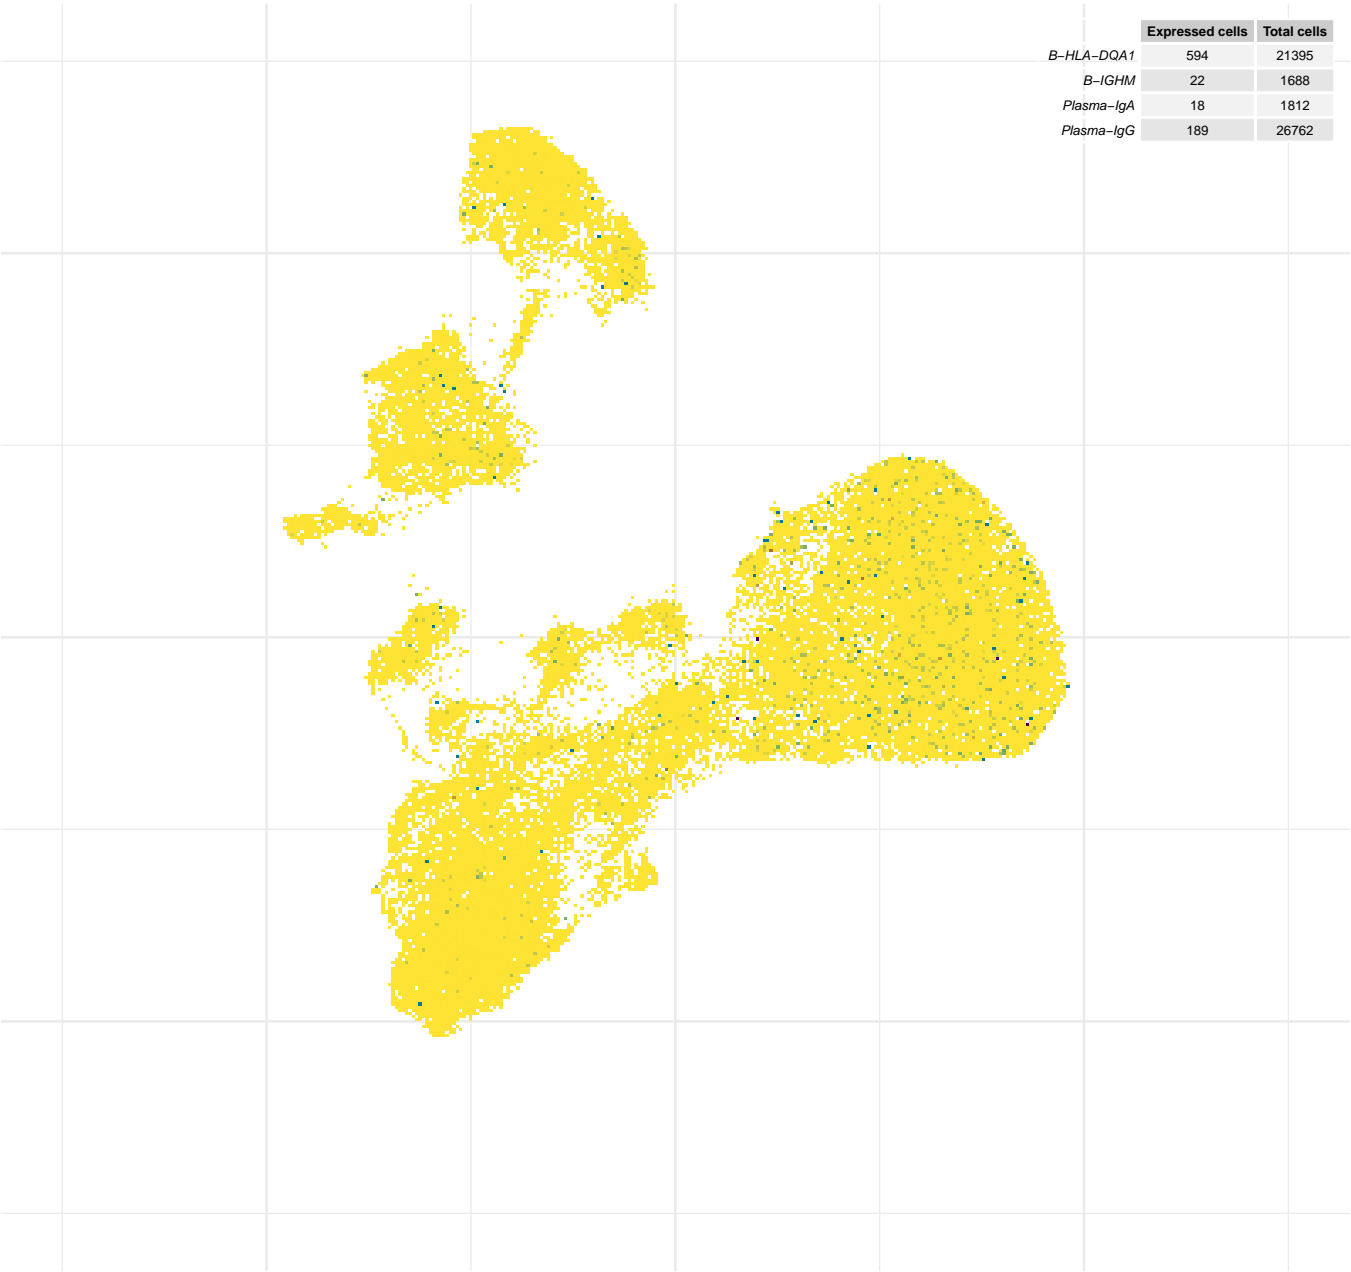 Expressed cells Total cells
B−HLA−DQA1 594 21395
B−IGHM 22 1688
Plasma−IgA 18 1812
Plasma−IgG 189 26762